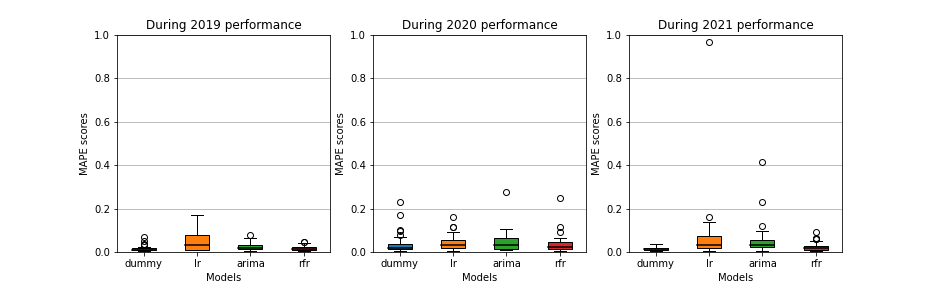 During 2019 performance
During 2020 performance
During 2021 performance
1.0
0.8
0.6
0.4
0.2
0.0
MAPE scores
dummy lr arima rfr
Models
1.0
0.8
0.6
0.4
0.2
0.0
MAPE scores
dummy lr arima rfr
Models
1.0
0.8
0.6
0.4
0.2
0.0
MAPE scores
dummy lr arima rfr
Models